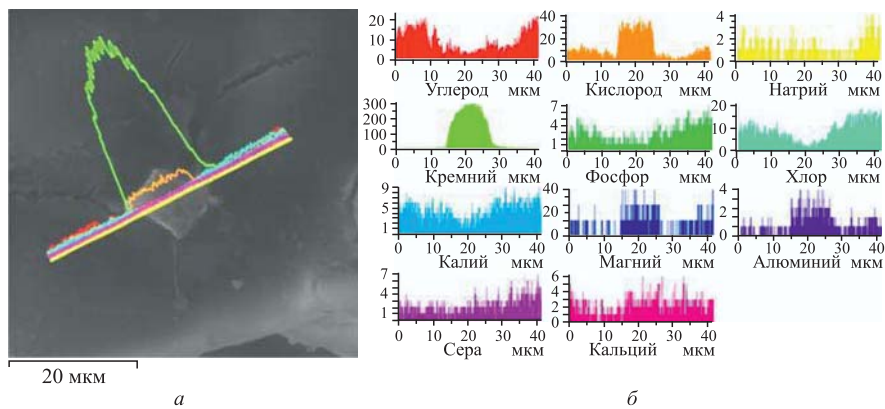 20 мкм
а
20
10
0
0 10 20 30 40
Углерод мкм
40
20
0
0 10 20 30 40
Кислород мкм
4
3
2
1
0
0 10 20 30 40
Натрий мкм
300
200
100
0
0 10 20 30 40
Кремний мкм
7
5
3
1
0 10 20 30 40
Фосфор мкм
20
15
10
5
0
0 10 20 30 40
Хлор мкм
9
7
5
3
1
0 10 20 30 40
Калий мкм
40
20
0
0 10 20 30 40
Магний мкм
4
3
2
1
0
0 10 20 30 40
Алюминий мкм
7
5
3
1
0 10 20 30 40
Сера мкм
6
4
2
0
0 10 20 30 40
Кальций мкм
б